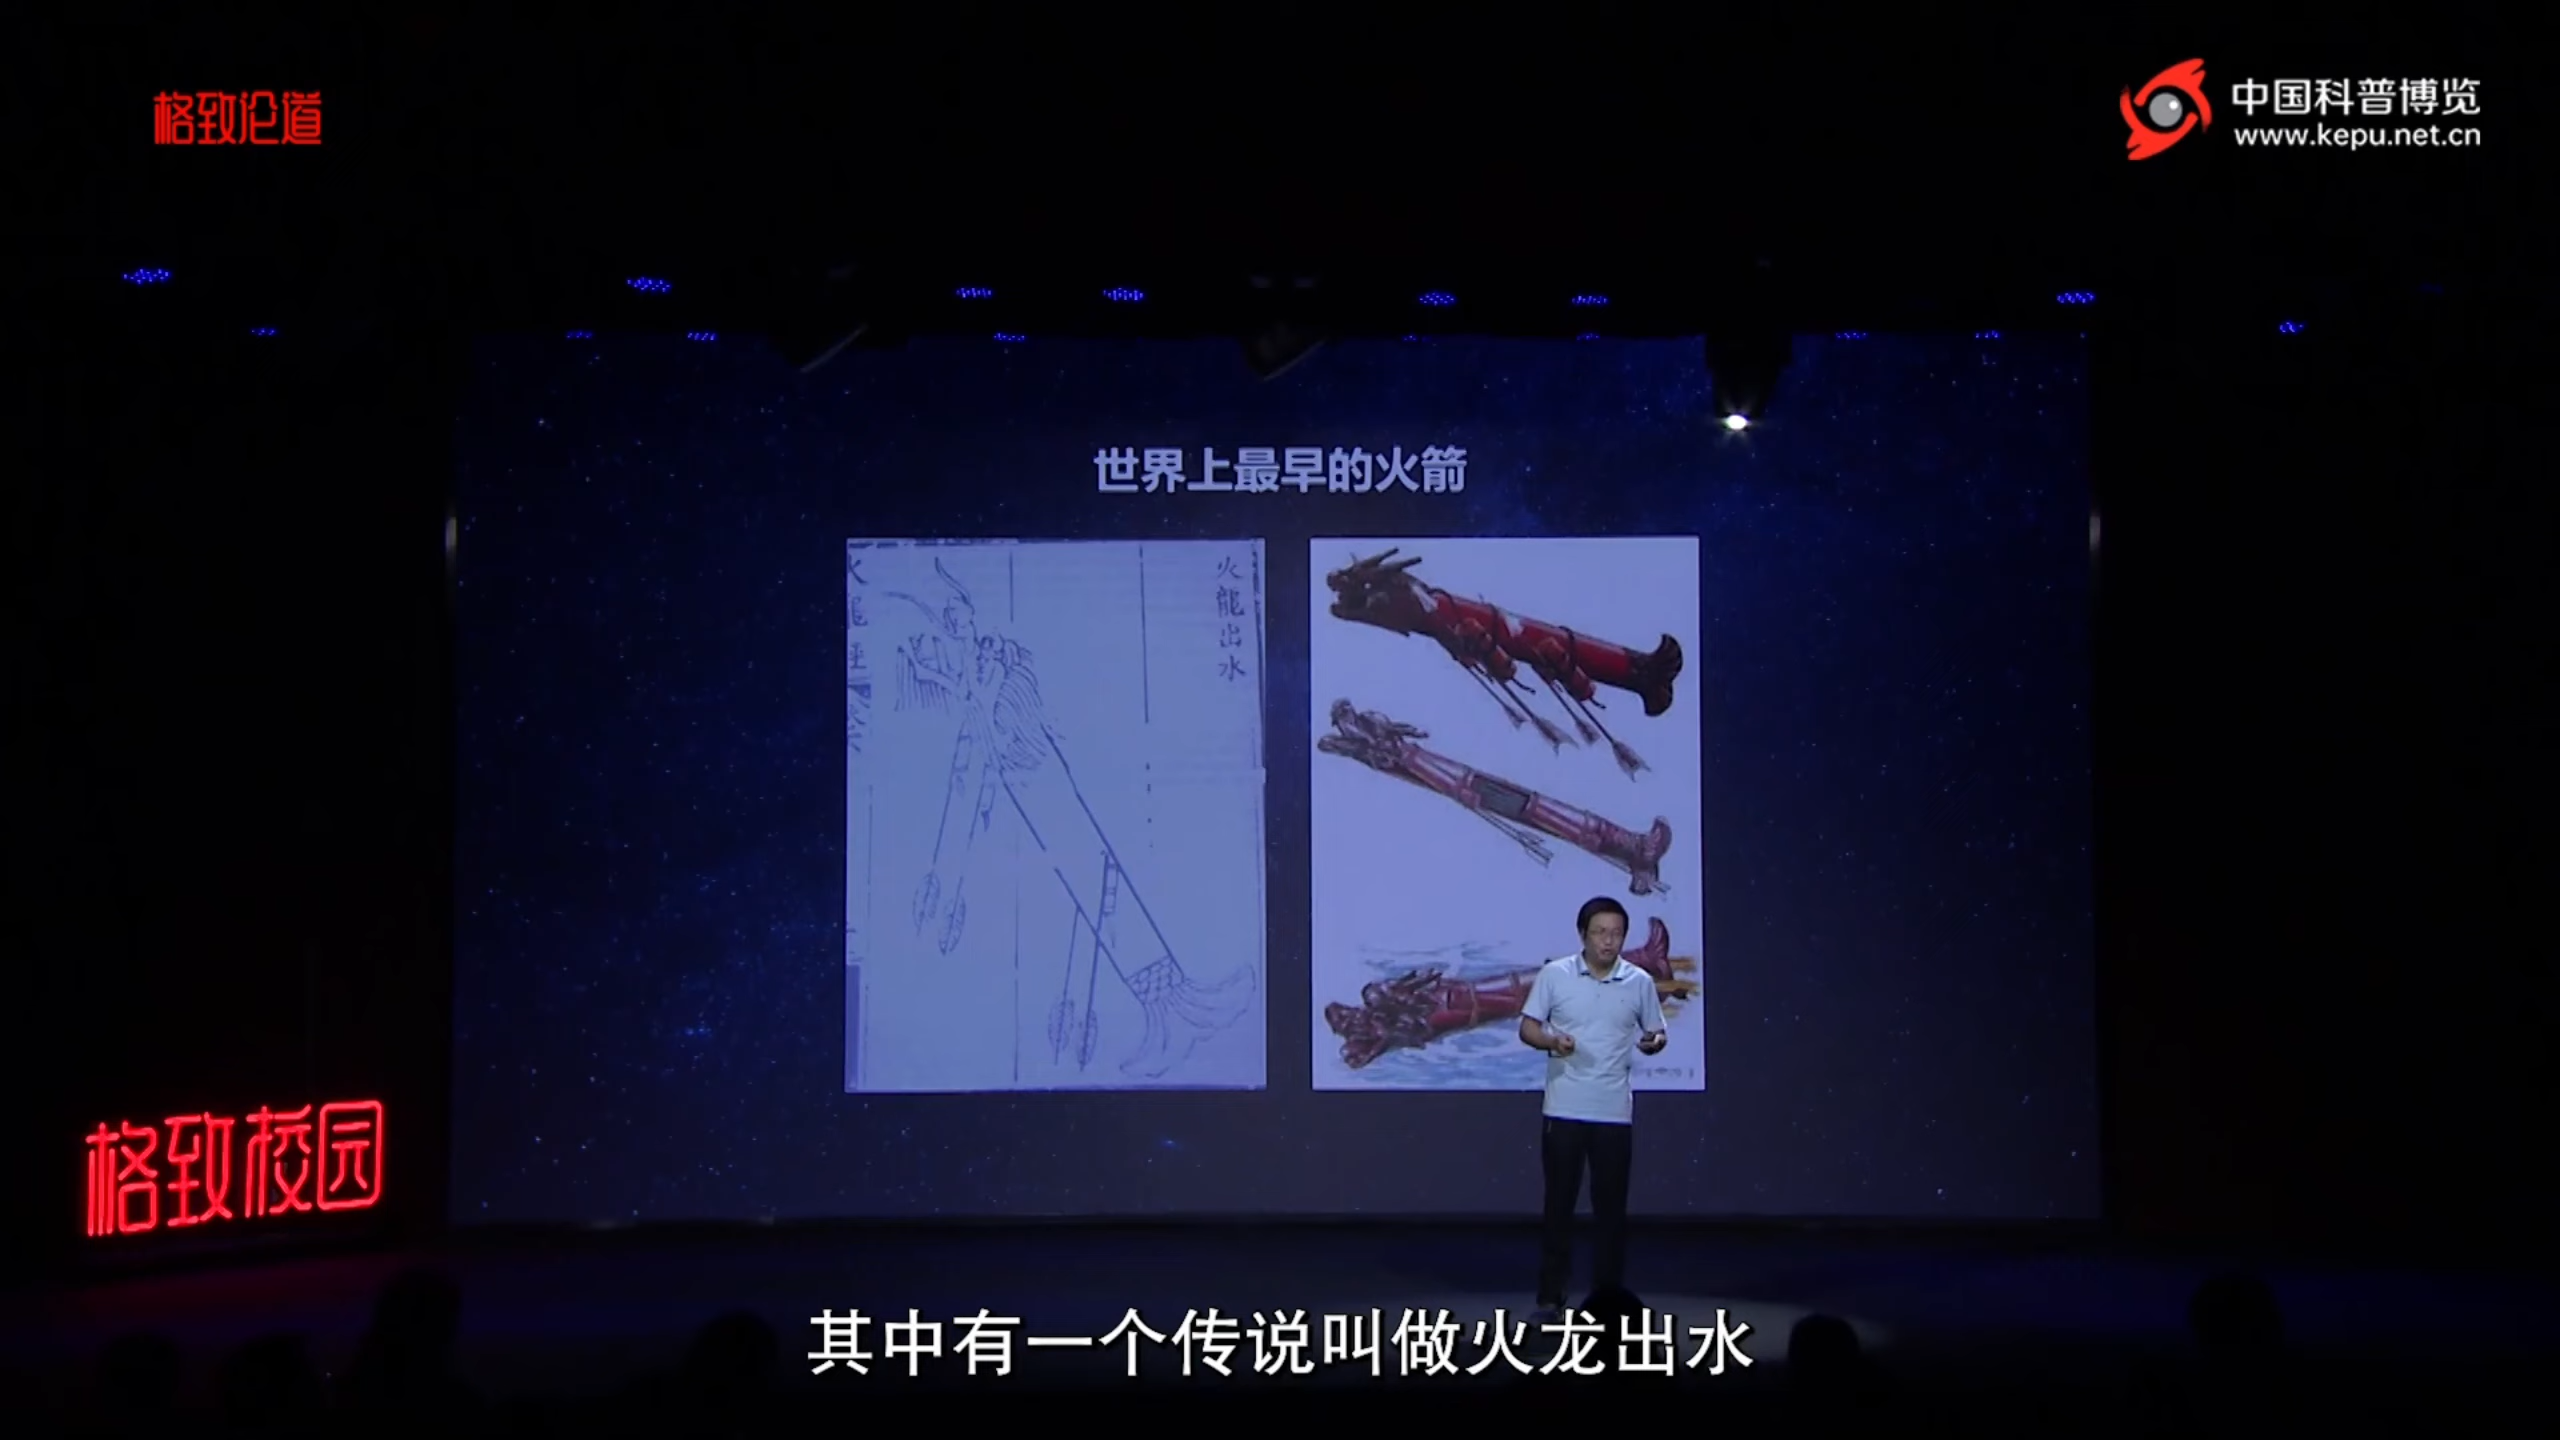 格致论道
中国科普博览
www.kepu.net.cn
世界上最早的火箭
火龍出水
格致校园
其中有一个传说叫做火龙出水